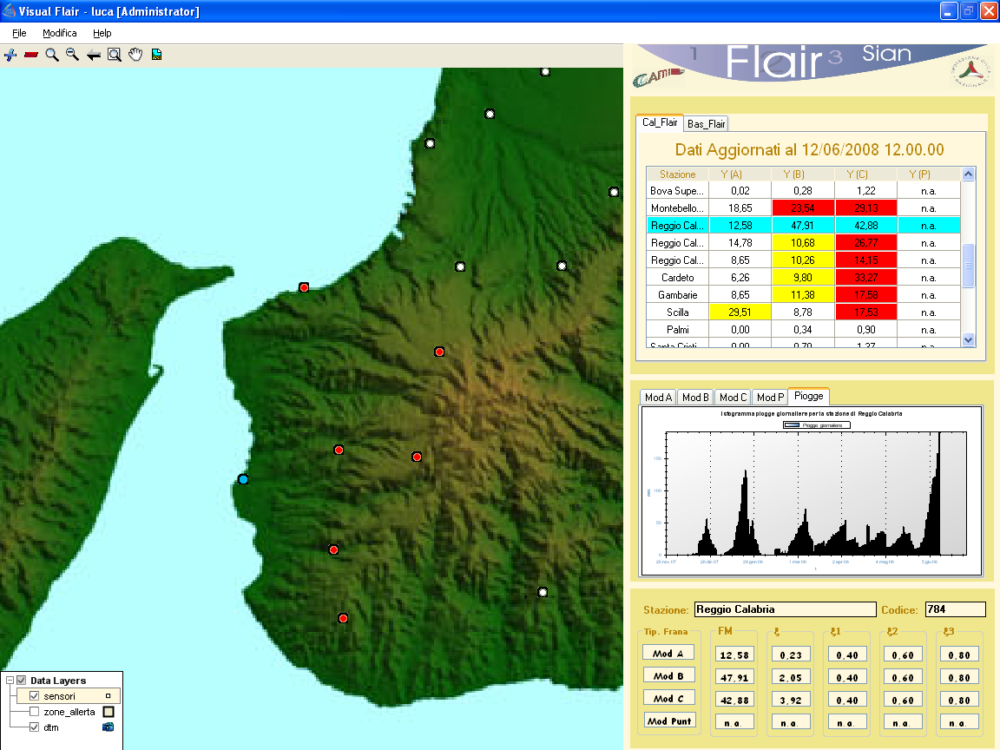 Visual Flair - luca [Administrator]
File Modifica Help
1 2 Flair 3 Sian
CAMI
Cal_Flair Bas_Flair
Dati Aggiornati al 12/06/2008 12.00.00
Stazione Y (A) Y (B) Y (C) Y (P)
Bova Supe... 0,02 0,28 1,22 n.a.
Montebello... 18,65 23,54 29,13 n.a.
Reggio Cal... 12,58 47,91 42,88 n.a.
Reggio Cal... 14,78 10,68 26,77 n.a.
Reggio Cal... 8,65 10,26 14,15 n.a.
Cardeto 6,26 9,80 33,27 n.a.
Gambarie 8,65 11,38 17,58 n.a.
Scilla 29,51 8,78 17,53 n.a.
Palmi 0,00 0,34 0,90 n.a.
Santa Cristi... 0,00 0,70 1,27 n.a.
Mod A Mod B Mod C Mod P Piogge
Istogramma piogge giornaliere per la stazione di Reggio Calabria
Piogge giornaliere
150
100
50
0
mm
26 nov 07 28 dic 07 29 gen 08 1 mar 08 2 apr 08 4 mag 08 5 giu 08
t
Stazione: Reggio Calabria Codice: 784
Tip. Frana FM ξ ξ1 ξ2 ξ3
Mod A 12,58 0,23 0,40 0,60 0,80
Mod B 47,91 2,05 0,40 0,60 0,80
Mod C 42,88 3,92 0,40 0,60 0,80
Mod Punt n.a. n.a. n.a. n.a. n.a.
Data Layers
sensori
zone_allerta
dtm